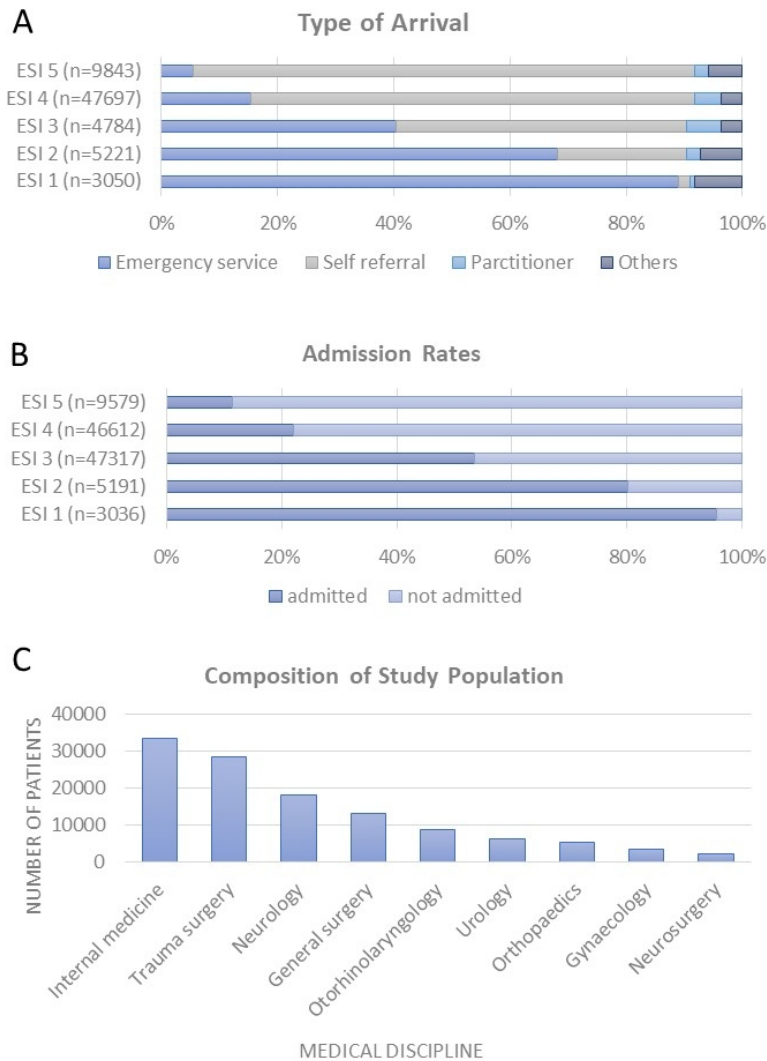 A
Type of Arrival
ESI 5 (n=9843)
ESI 4 (n=47697)
ESI 3 (n=4784)
ESI 2 (n=5221)
ESI 1 (n=3050)
0% 20% 40% 60% 80% 100%
Emergency service Self referral Parctitioner Others
B
Admission Rates
ESI 5 (n=9579)
ESI 4 (n=46612)
ESI 3 (n=47317)
ESI 2 (n=5191)
ESI 1 (n=3036)
0% 20% 40% 60% 80% 100%
admitted not admitted
C
Composition of Study Population
NUMBER OF PATIENTS
40000
30000
20000
10000
0
Internal medicine
Trauma surgery
Neurology
General surgery
Otorhinolaryngology
Urology
Orthopaedics
Gynaecology
Neurosurgery
MEDICAL DISCIPLINE